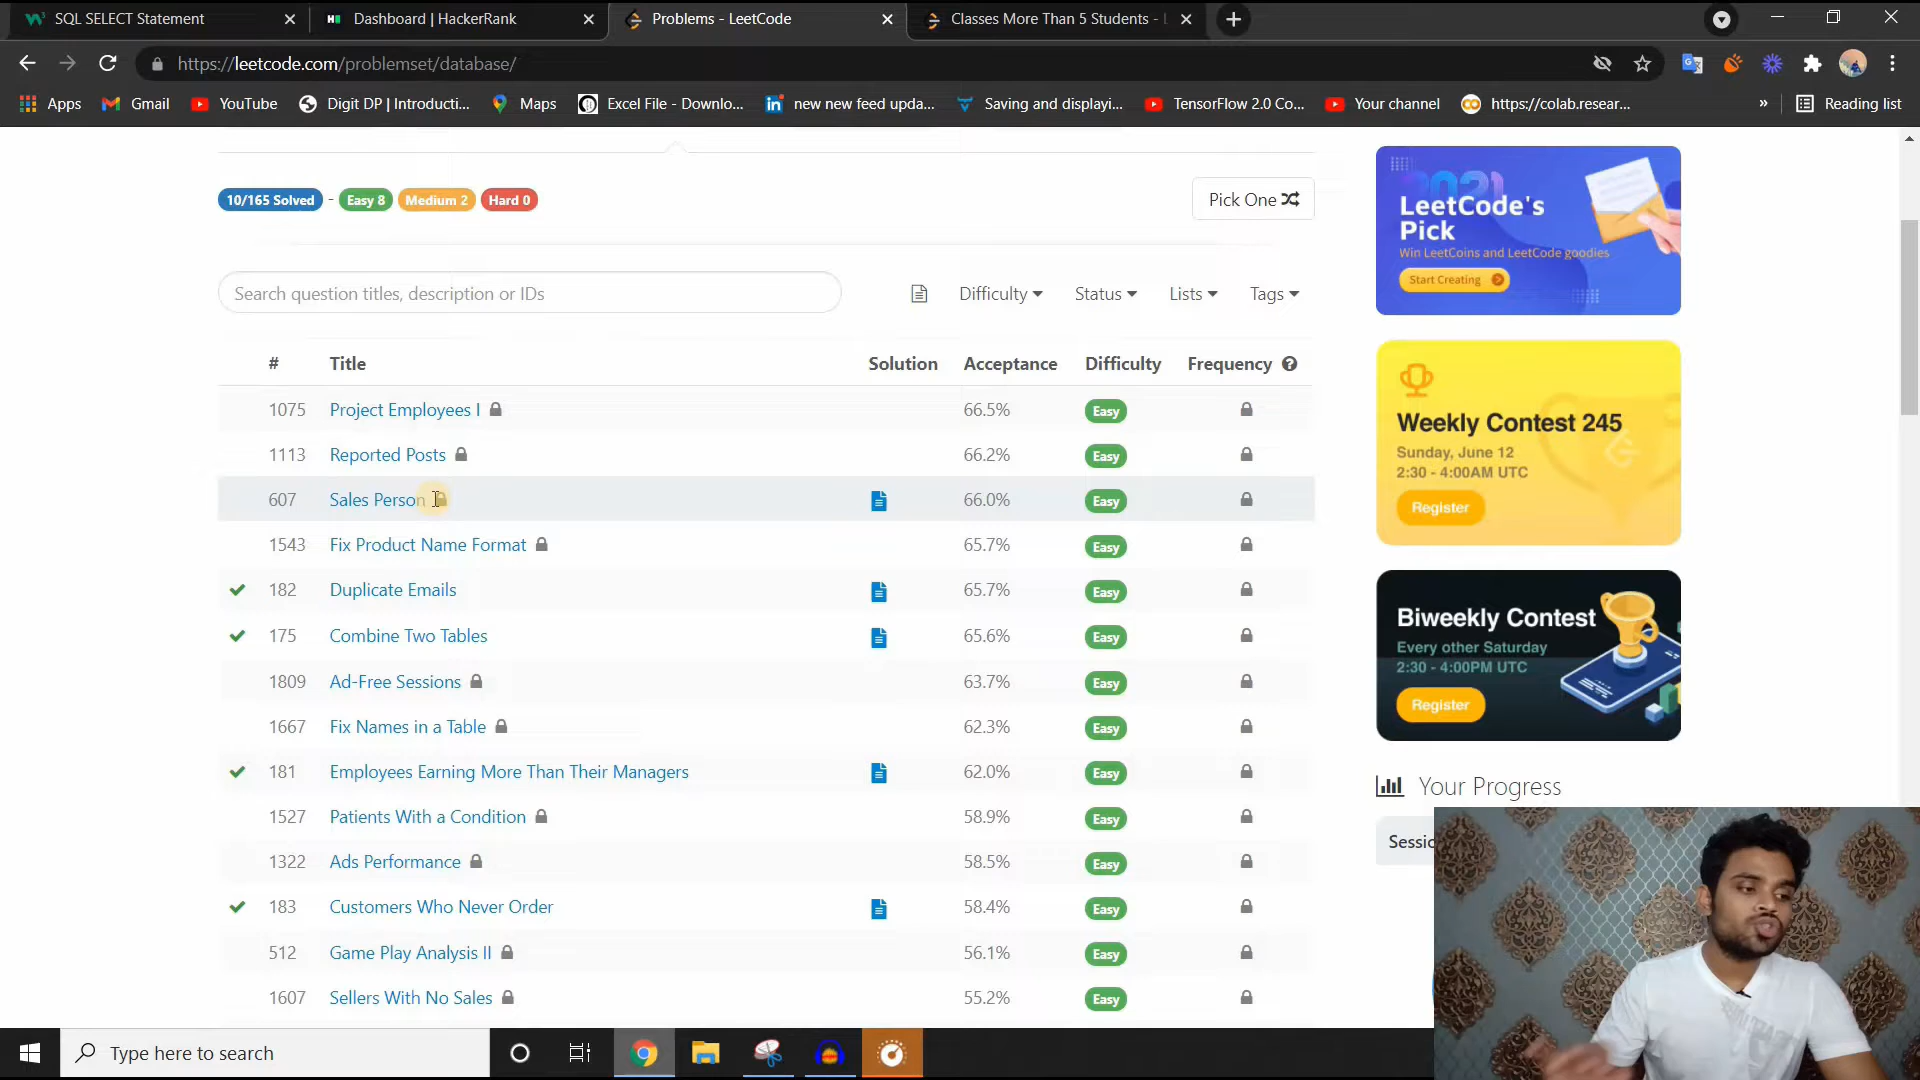 SQL SELECT Statement
Dashboard | HackerRank
Problems - LeetCode
Classes More Than 5 Students -
https://leetcode.com/problemset/database/
Apps
Gmail
YouTube
Digit DP | Introducti...
Maps
Excel File - Downlo...
new new feed upda...
Saving and displayi...
TensorFlow 2.0 Co...
Your channel
https://colab.resear...
»
Reading list
10/165 Solved - Easy 8 Medium 2 Hard 0
Pick One
Search question titles, description or IDs
Difficulty
Status
Lists
Tags
# Title Solution Acceptance Difficulty Frequency
1075 Project Employees I 66.5% Easy
1113 Reported Posts 66.2% Easy
607 Sales Person 66.0% Easy
1543 Fix Product Name Format 65.7% Easy
182 Duplicate Emails 65.7% Easy
175 Combine Two Tables 65.6% Easy
1809 Ad-Free Sessions 63.7% Easy
1667 Fix Names in a Table 62.3% Easy
181 Employees Earning More Than Their Managers 62.0% Easy
1527 Patients With a Condition 58.9% Easy
1322 Ads Performance 58.5% Easy
183 Customers Who Never Order 58.4% Easy
512 Game Play Analysis II 56.1% Easy
1607 Sellers With No Sales 55.2% Easy
2021
LeetCode's
Pick
Win LeetCoins and LeetCode goodies
Start Creating
Weekly Contest 245
Sunday, June 12
2:30 - 4:00AM UTC
Register
Biweekly Contest
Every other Saturday
2:30 - 4:00PM UTC
Register
Your Progress
Type here to search